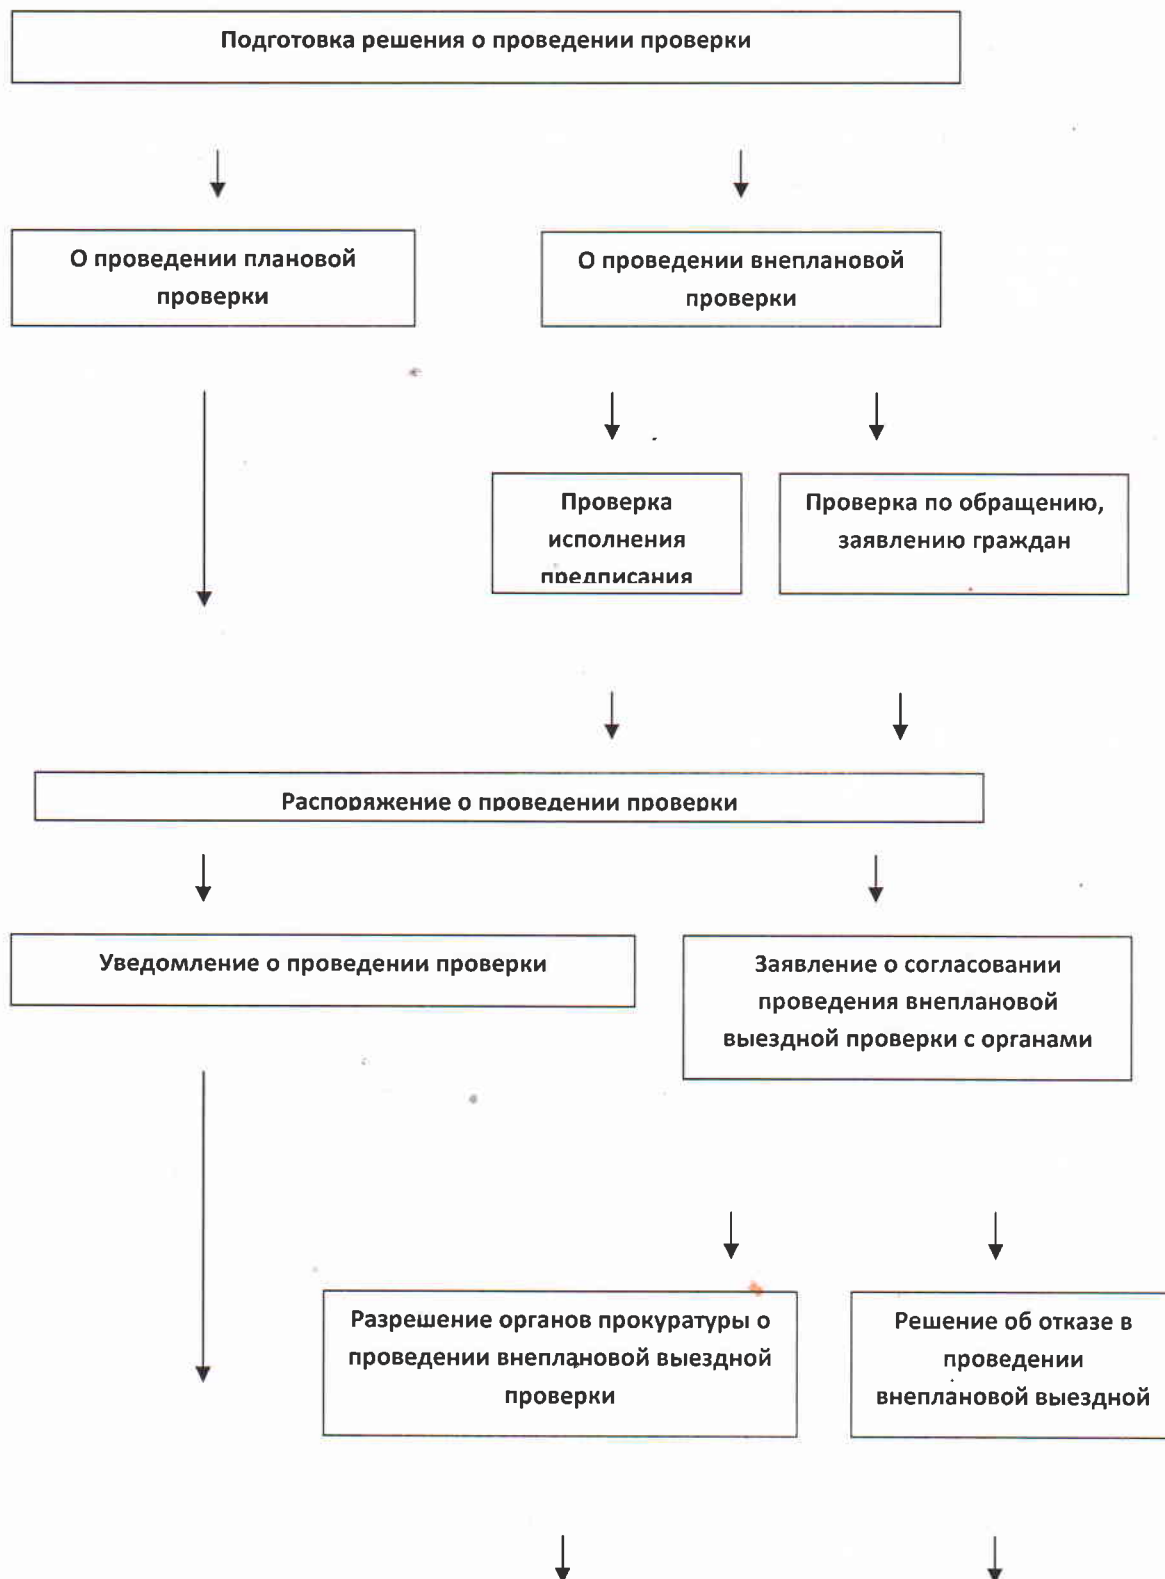 Подготовка решения о проведении проверки
О проведении плановой
проверки
О проведении внеплановой
проверки
Проверка
исполнения
предписания
Проверка по обращению,
заявлению граждан
Распоряжение о проведении проверки
Уведомление о проведении проверки
Заявление о согласовании
проведения внеплановой
выездной проверки с органами
Разрешение органов прокуратуры о
проведении внеплановой выездной
проверки
Решение об отказе в
проведении
внеплановой выездной